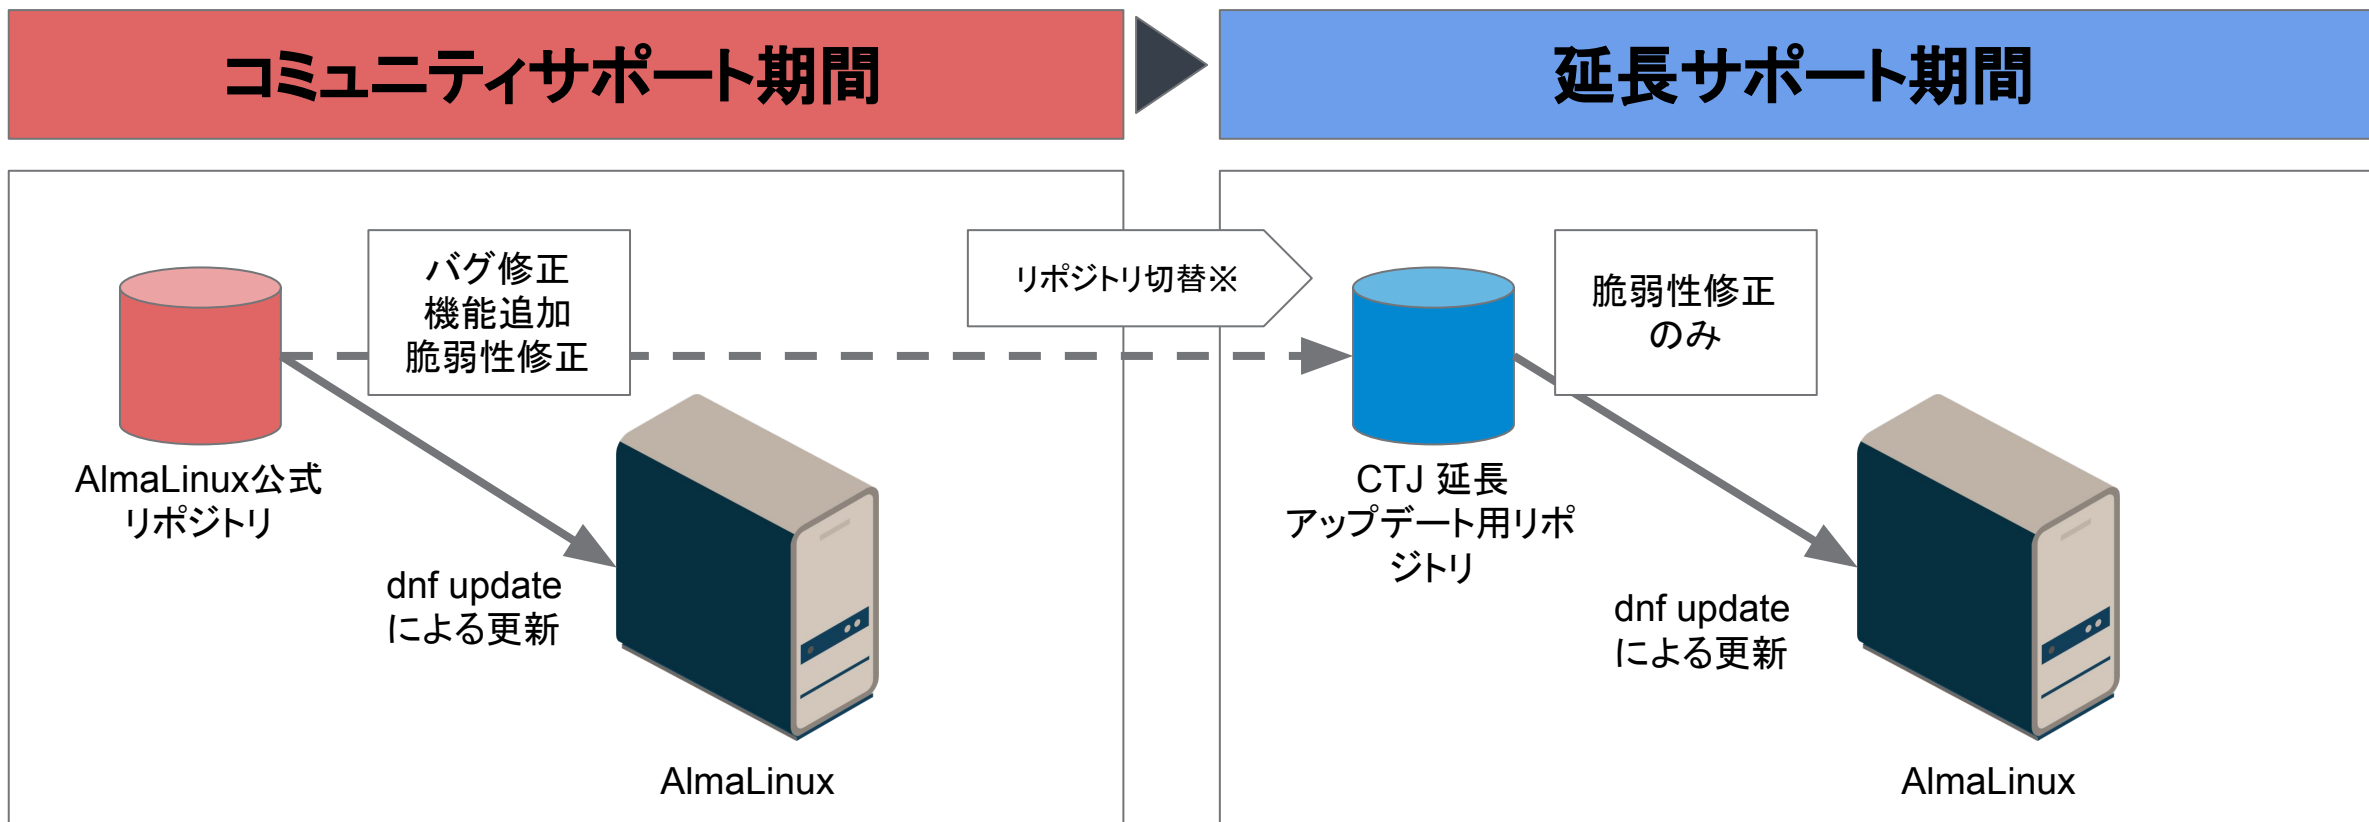 コミュニティサポート期間
延長サポート期間
バグ修正
機能追加
脆弱性修正
リポジトリ切替※
脆弱性修正
のみ
AlmaLinux公式
リポジトリ
CTJ 延長
アップデート用リポ
ジトリ
dnf update
による更新
dnf update
による更新
AlmaLinux
AlmaLinux